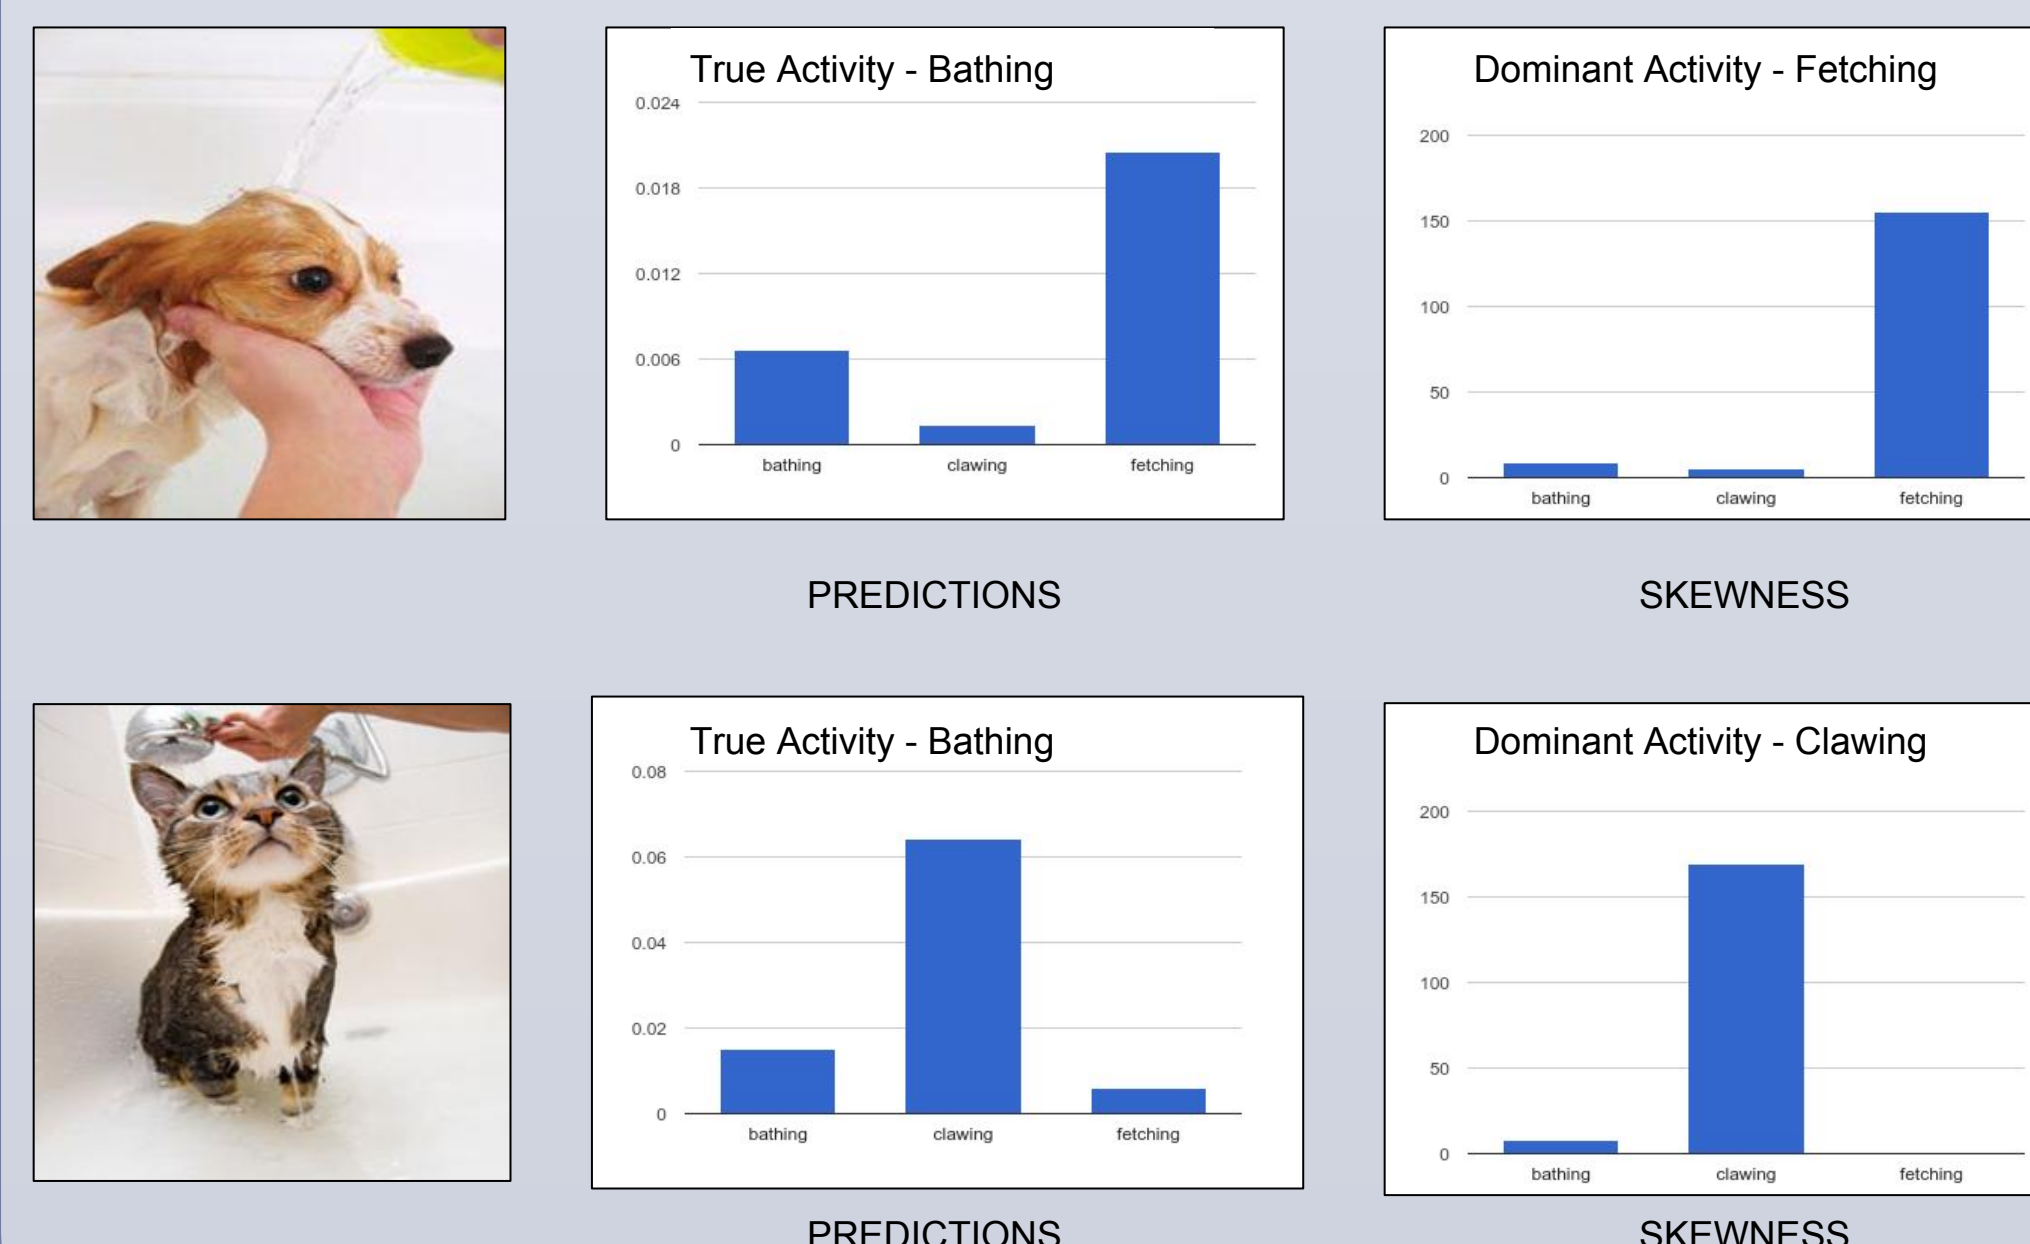 True Activity - Bathing
0.024
0.018
0.012
0.006
0
bathing clawing fetching
Dominant Activity - Fetching
200
150
100
50
0
bathing clawing fetching
PREDICTIONS
SKEWNESS
True Activity - Bathing
0.08
0.06
0.04
0.02
0
bathing clawing fetching
Dominant Activity - Clawing
200
150
100
50
0
bathing clawing fetching
PREDICTIONS
SKEWNESS